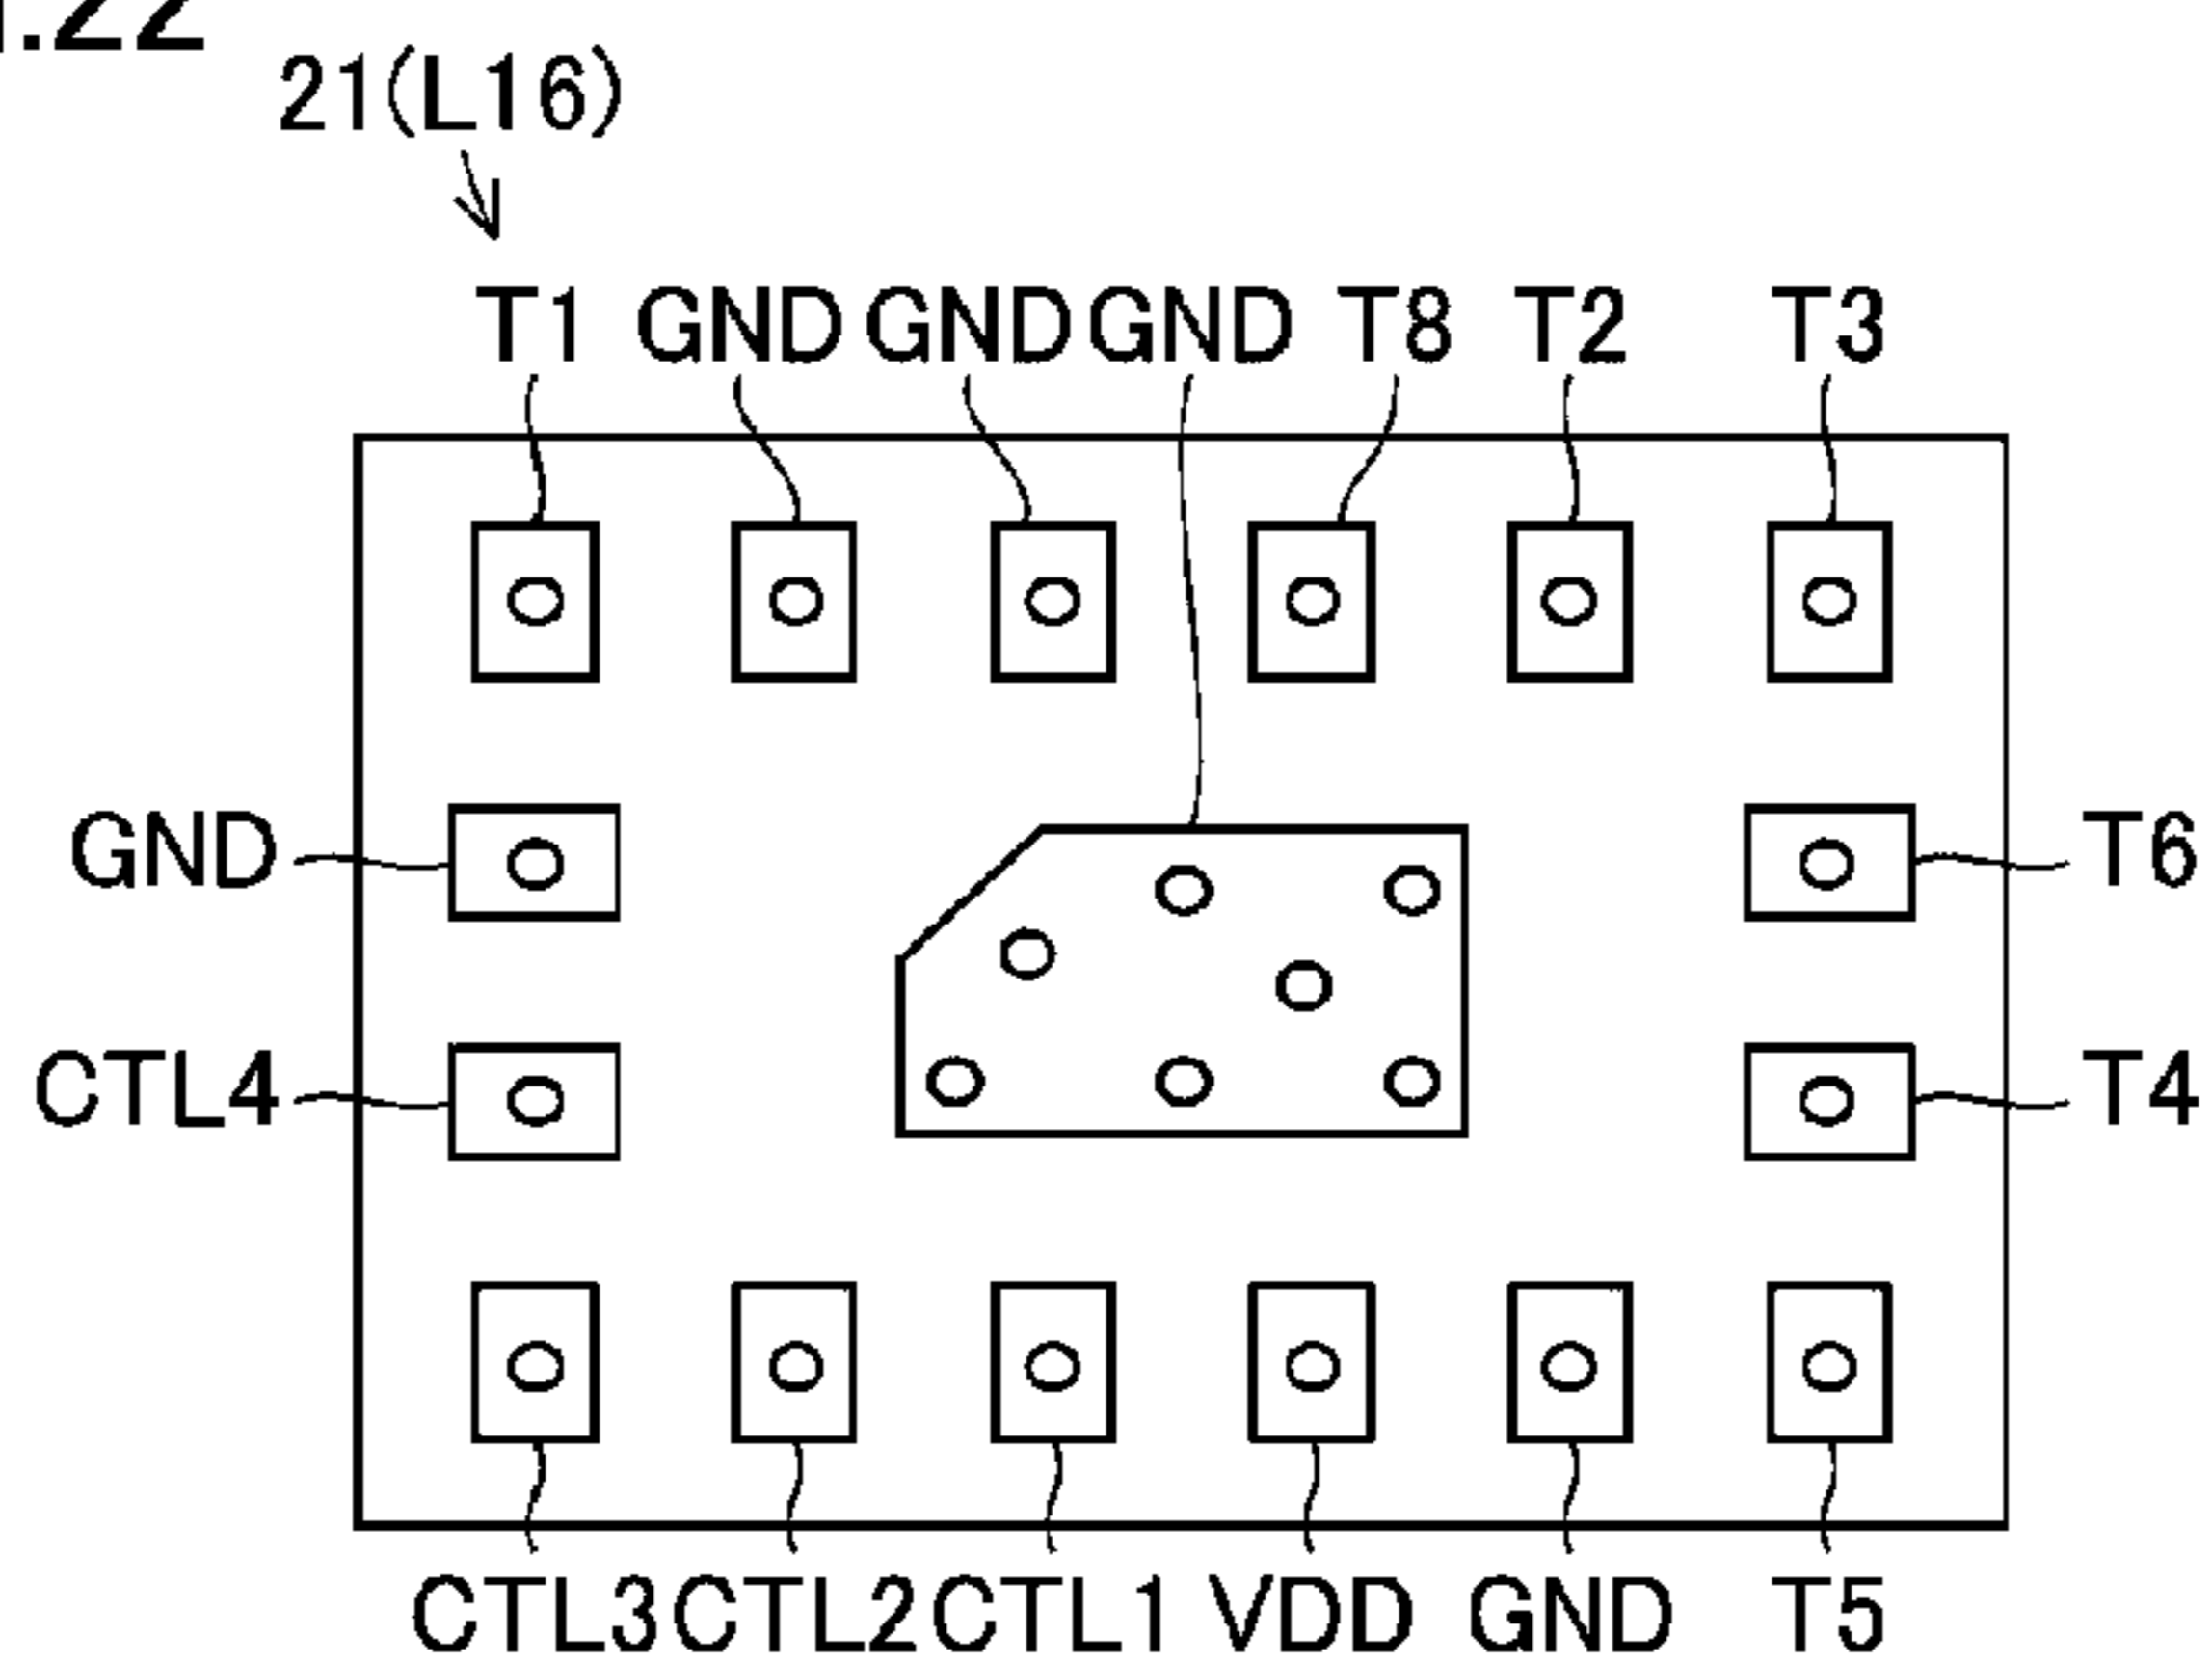 .22
21(L16)
T1 GND GND GND T8 T2 T3
GND T6
CTL4 T4
CTL3 CTL2 CTL1 VDD GND T5